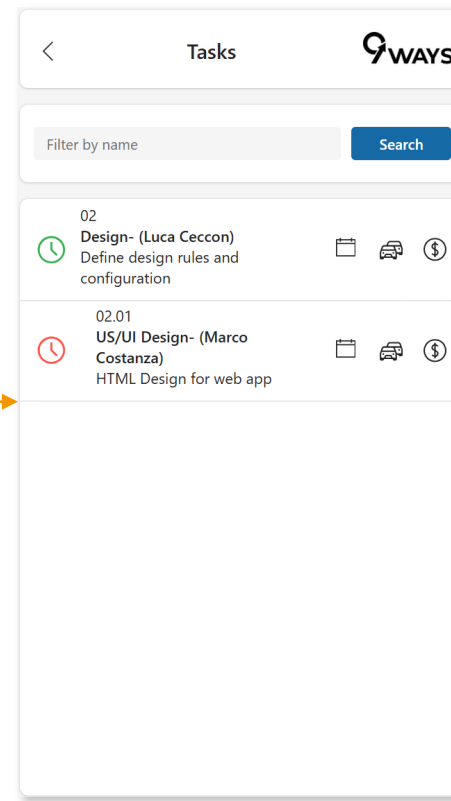 Tasks
9WAYS
Filter by name
Search
02
Design- (Luca Ceccon)
Define design rules and
configuration
02.01
US/UI Design- (Marco
Costanza)
HTML Design for web app